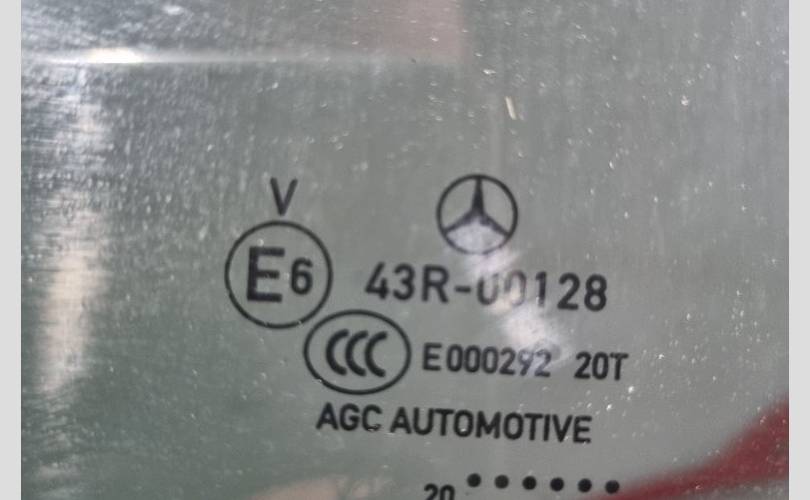 V
E6 43R-00128
CCC E000292 20T
AGC AUTOMOTIVE
20 ••••••